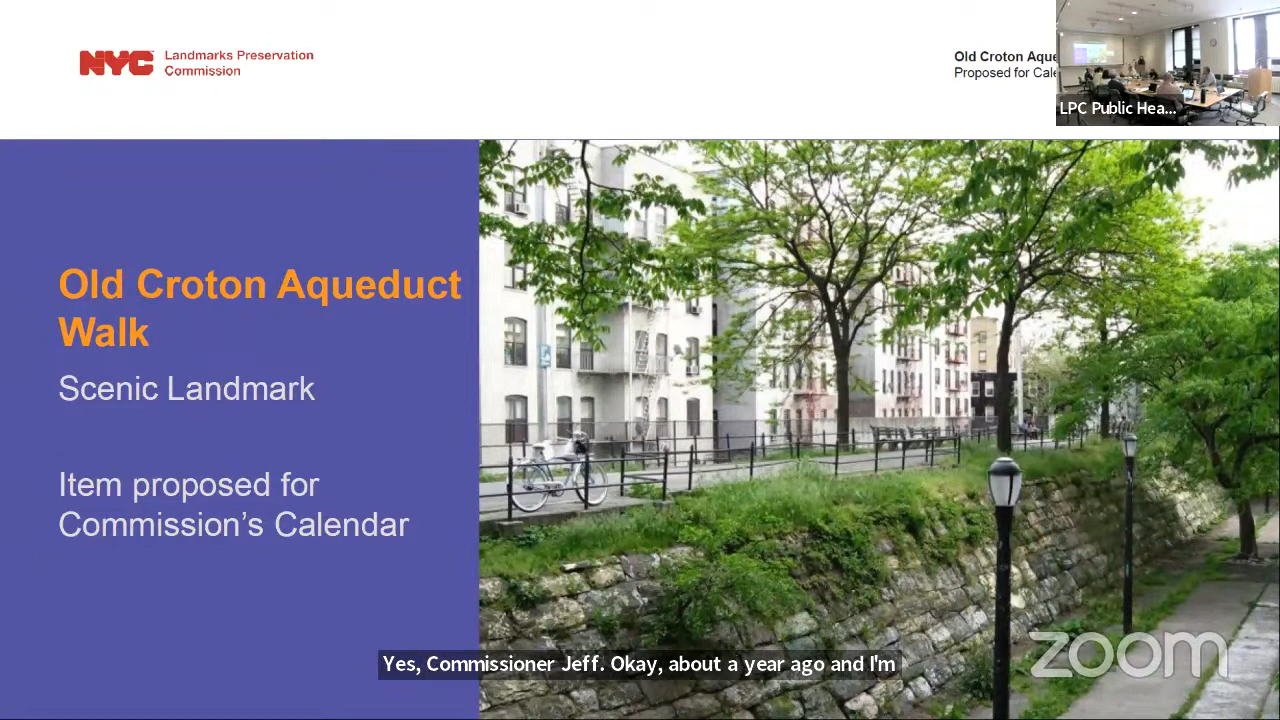 NYC
Landmarks Preservation
Commission
Old Croton Aque
Proposed for Cale
LPC Public Hea...
Old Croton Aqueduct
Walk
Scenic Landmark
Item proposed for
Commission's Calendar
Yes, Commissioner Jeff. Okay, about a year ago and I'm
zoom